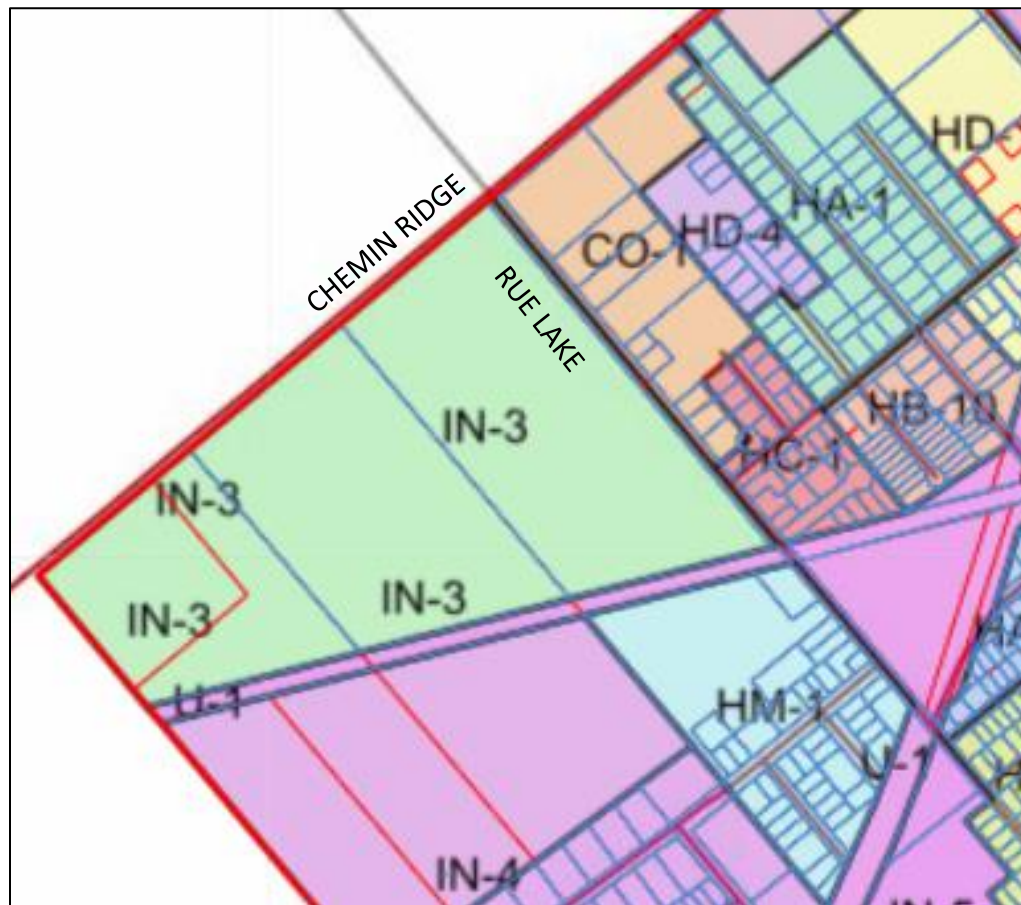 HD-
HA-1
CHEMIN RIDGE
HD-4
CO-1
RUE LAKE
IN-3
HB-10
HC-1
IN-3
IN-3
IN-3
U-1
HM-1
U-1
IN-4